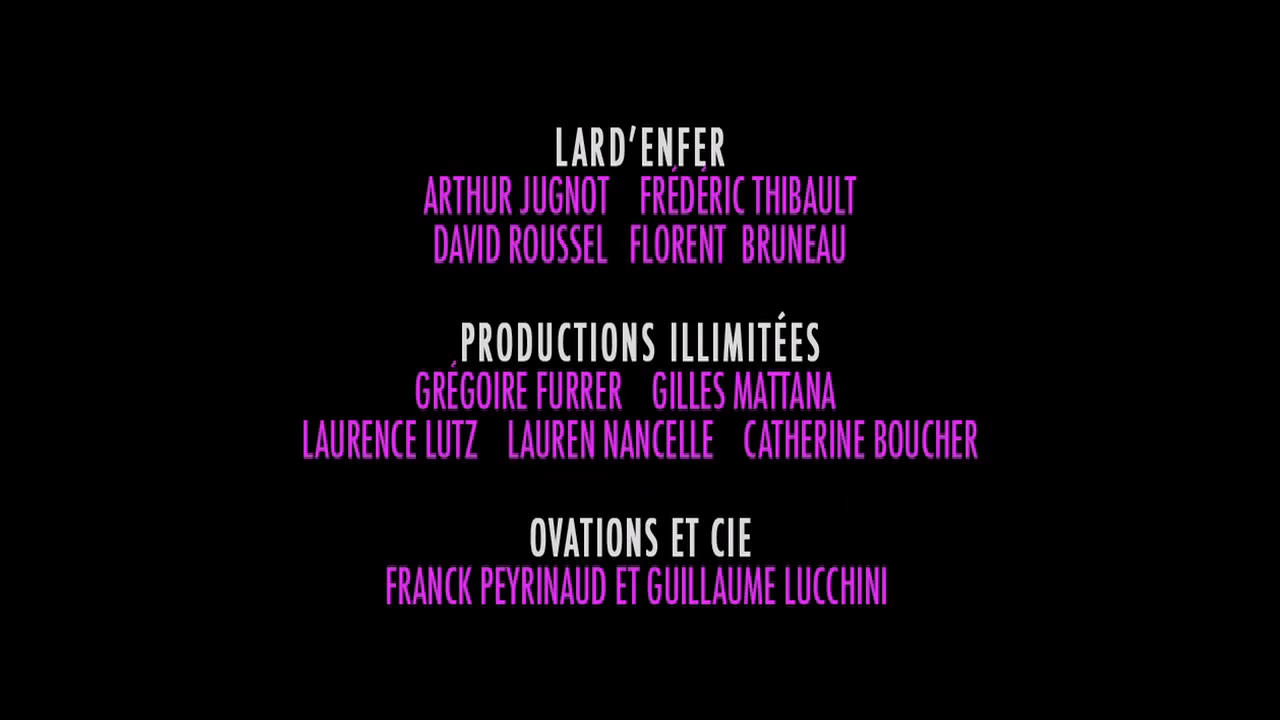 LARD'ENFER
ARTHUR JUGNOT FRÉDÉRIC THIBAULT
DAVID ROUSSEL FLORENT BRUNEAU
PRODUCTIONS ILLIMITÉES
GRÉGOIRE FURRER GILLES MATTANA
LAURENCE LUTZ LAUREN NANCELLE CATHERINE BOUCHER
OVATIONS ET CIE
FRANCK PEYRINAUD ET GUILLAUME LUCCHINI